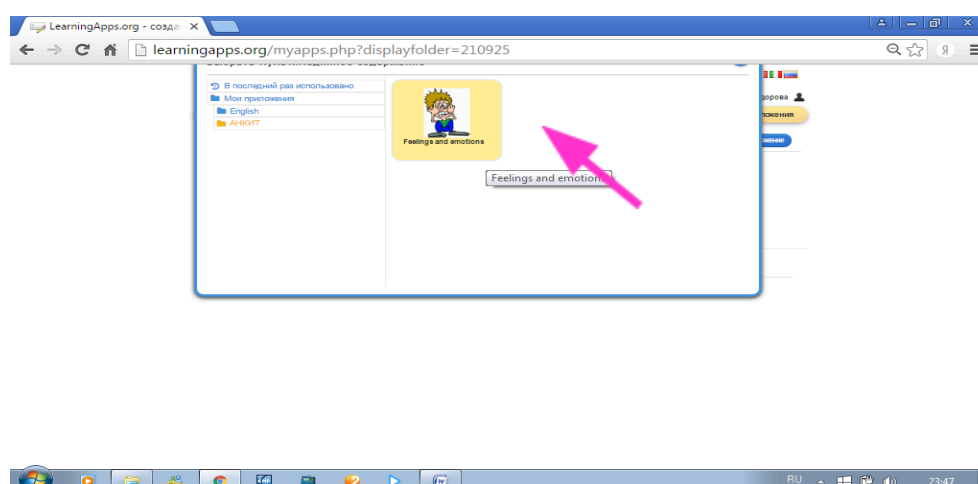 LearningApps.org - созда
learningapps.org/myapps.php?displayfolder=210925
В последний раз использовано
Мои приложения
English
АНКИТ
Feelings and emotions
Feelings and emotions
RU
23:47